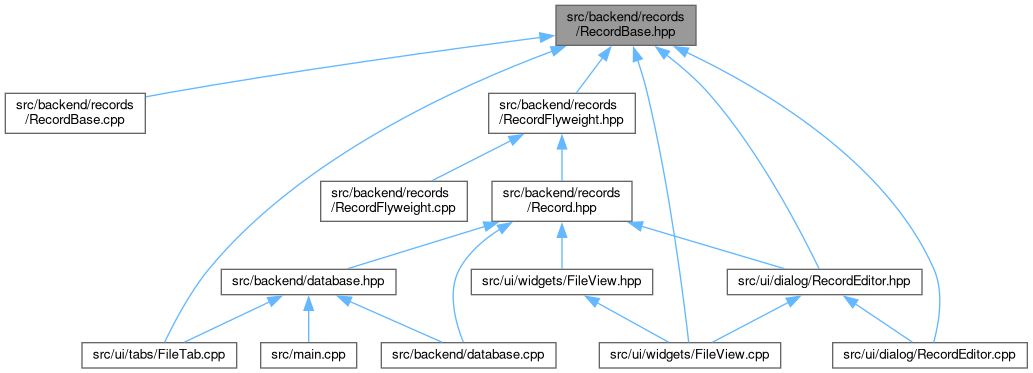 src/backend/records
/RecordBase.hpp
src/backend/records
/RecordBase.cpp
src/backend/records
/RecordFlyweight.hpp
src/backend/records
/RecordFlyweight.cpp
src/backend/records
/Record.hpp
src/backend/database.hpp
src/ui/widgets/FileView.hpp
src/ui/dialog/RecordEditor.hpp
src/ui/tabs/FileTab.cpp
src/main.cpp
src/backend/database.cpp
src/ui/widgets/FileView.cpp
src/ui/dialog/RecordEditor.cpp